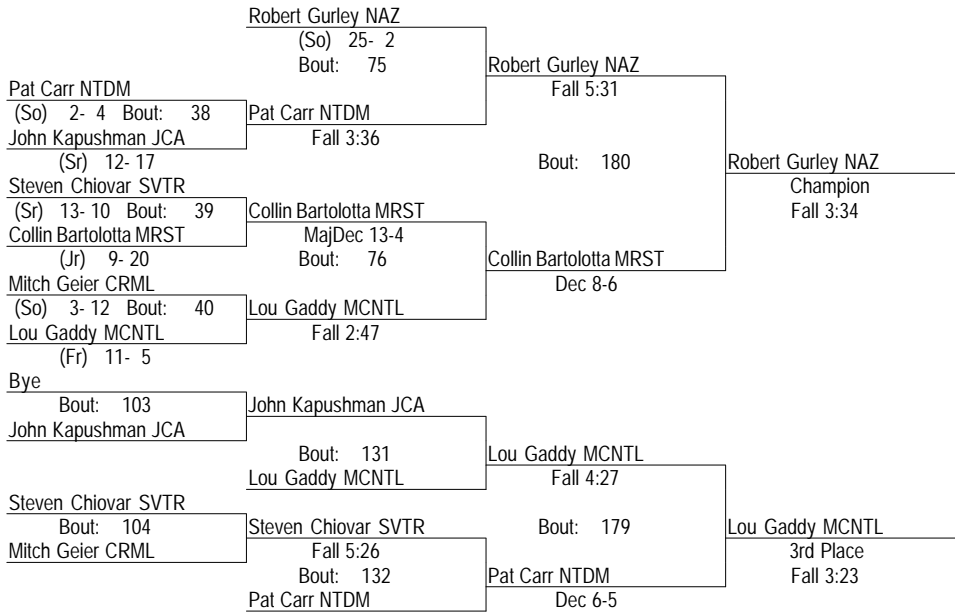 Robert Gurley NAZ
(So) 25- 2
Bout: 75
Robert Gurley NAZ
Fall 5:31
Pat Carr NTDM
(So) 2- 4 Bout: 38
Pat Carr NTDM
John Kapushman JCA
Fall 3:36
(Sr) 12- 17
Bout: 180
Robert Gurley NAZ
Champion
Fall 3:34
Steven Chiovar SVTR
(Sr) 13- 10 Bout: 39
Collin Bartolotta MRST
Collin Bartolotta MRST
MajDec 13-4
(Jr) 9- 20
Bout: 76
Collin Bartolotta MRST
Dec 8-6
Mitch Geier CRML
(So) 3- 12 Bout: 40
Lou Gaddy MCNTL
Lou Gaddy MCNTL
Fall 2:47
(Fr) 11- 5
Bye
Bout: 103
John Kapushman JCA
John Kapushman JCA
Bout: 131
Lou Gaddy MCNTL
Lou Gaddy MCNTL
Fall 4:27
Steven Chiovar SVTR
Bout: 104
Steven Chiovar SVTR
Mitch Geier CRML
Fall 5:26
Bout: 179
Lou Gaddy MCNTL
3rd Place
Fall 3:23
Bout: 132
Pat Carr NTDM
Pat Carr NTDM
Dec 6-5